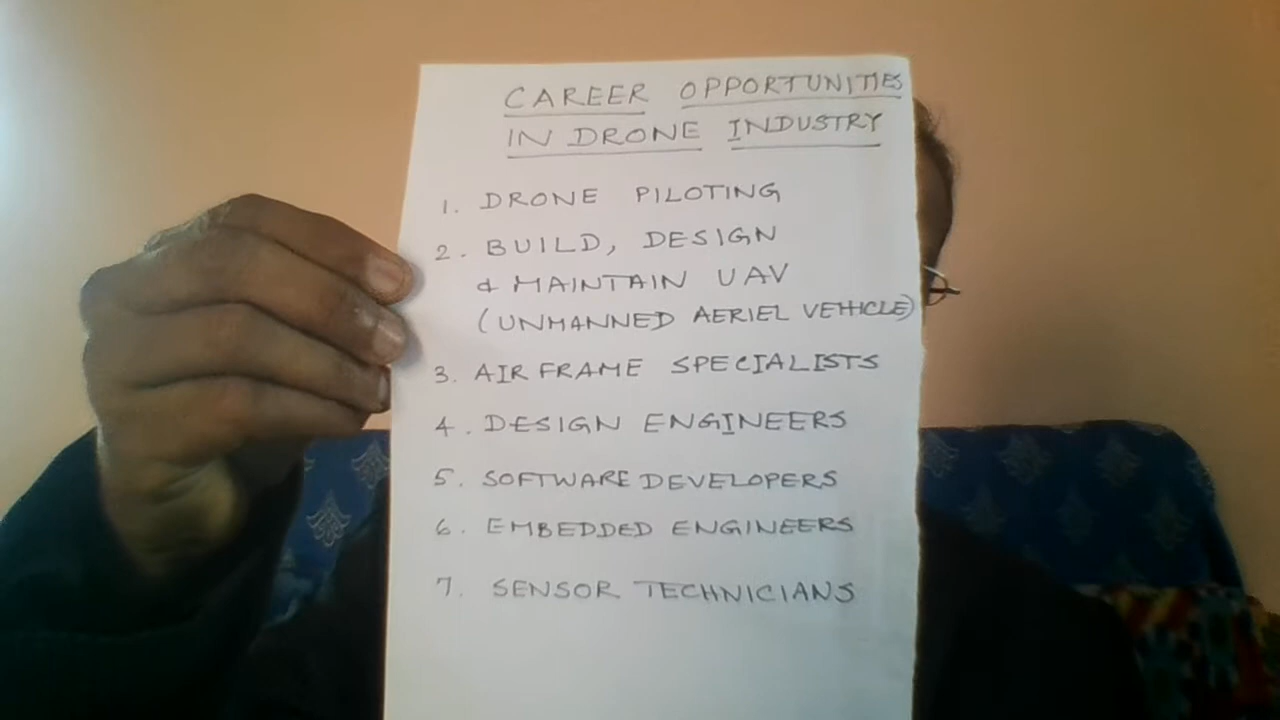 CAREER OPPORTUNITIES
IN DRONE INDUSTRY
1. DRONE PILOTING
2. BUILD, DESIGN
& MAINTAIN UAV
(UNMANNED AERIEL VEHICLE)
3. AIR FRAME SPECIALISTS
4. DESIGN ENGINEERS
5. SOFTWARE DEVELOPERS
6. EMBEDDED ENGINEERS
7. SENSOR TECHNICIANS